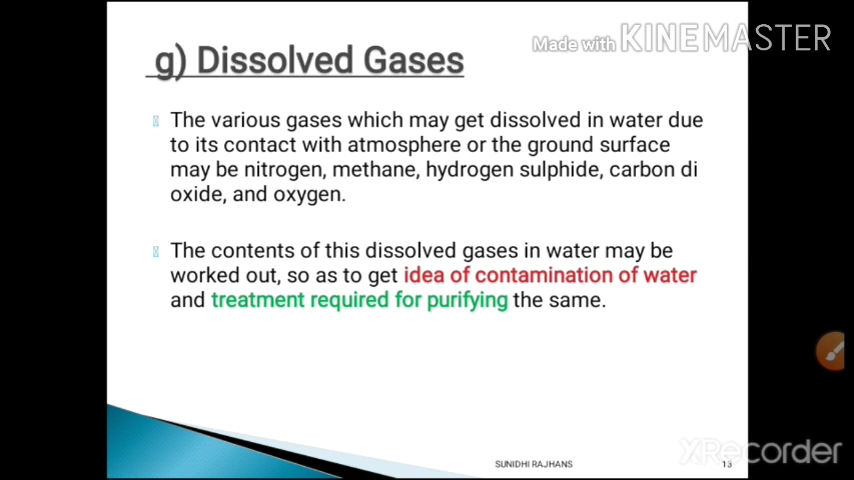 Made with KINEMASTER
g) Dissolved Gases
The various gases which may get dissolved in water due
to its contact with atmosphere or the ground surface
may be nitrogen, methane, hydrogen sulphide, carbon di
oxide, and oxygen.
The contents of this dissolved gases in water may be
worked out, so as to get idea of contamination of water
and treatment required for purifying the same.
SUNIDHI RAJHANS
13
XRecorder